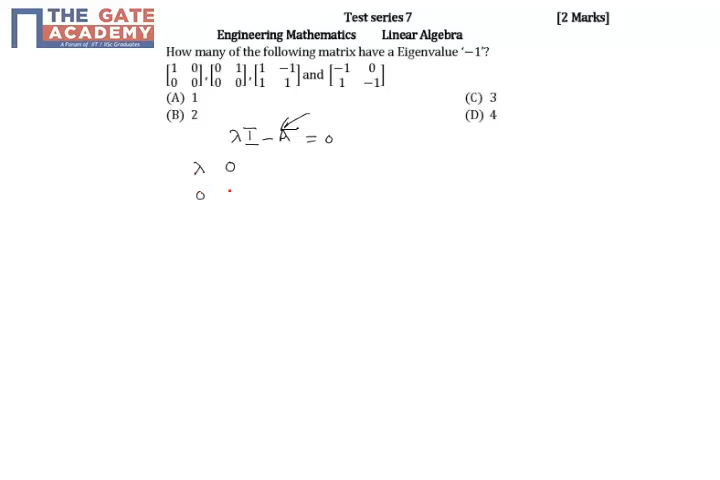 THE GATE
ACADEMY
A Forum of IIT / IISc Graduates
Test series 7 [2 Marks]
Engineering Mathematics Linear Algebra
How many of the following matrix have a Eigenvalue ‘−1’?
[1 0 0 0], [0 1 0 0], [1 −1 1 1] and [−1 0 1 −1]
(A) 1 (C) 3
(B) 2 (D) 4
λI − A = 0
λ 0
0